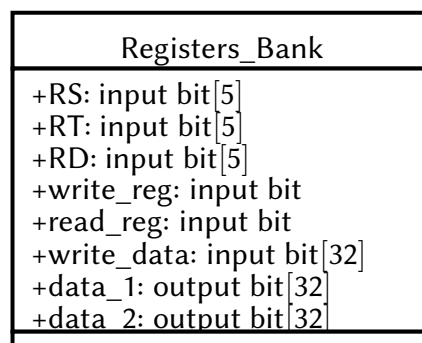 Registers_Bank
+RS: input bit[5]
+RT: input bit[5]
+RD: input bit[5]
+write_reg: input bit
+read_reg: input bit
+write_data: input bit[32]
+data_1: output bit[32]
+data_2: output bit[32]